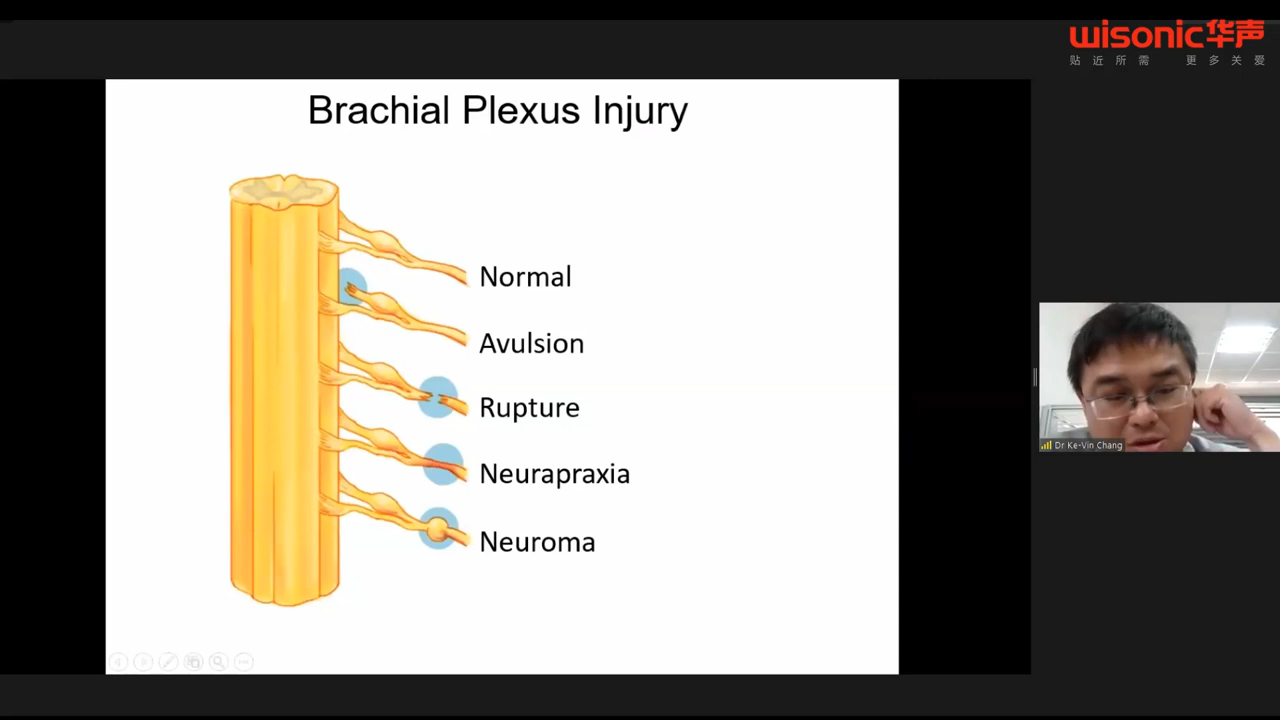 wisonic华声
贴近所需 更多关爱
Brachial Plexus Injury
Normal
Avulsion
Rupture
Neurapraxia
Neuroma
Dr Ke-Vin Chang